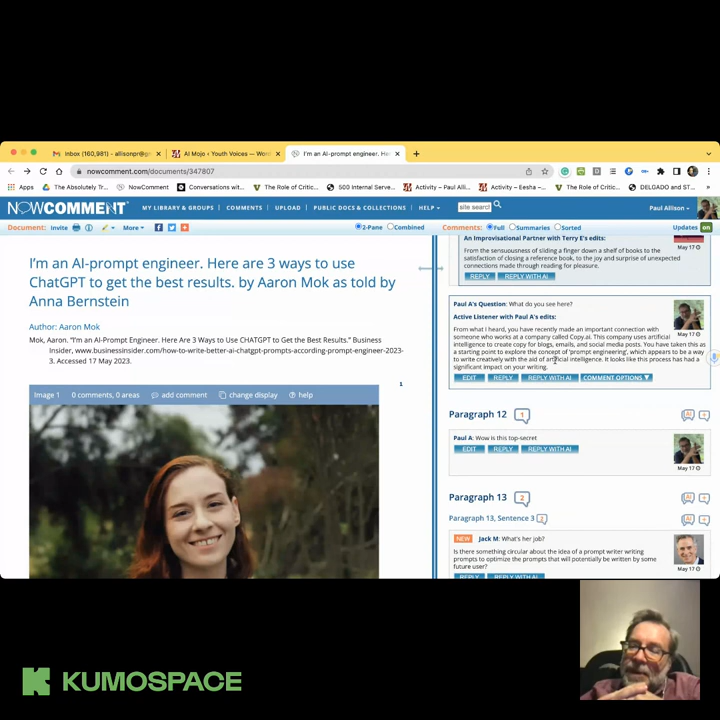 Inbox (160,981) - allisonpr@gm
AI Mojo ‹ Youth Voices — Wor
I'm an AI-prompt engineer. He
nowcomment.com/documents/347807
Apps
The Absolutely Tr...
NowComment
Conversations wit...
The Role of Critic...
500 Internal Serve...
Activity – Paul Alli...
Activity – Eesha –...
The Role of Critic...
DELGADO and ST...
NOWCOMMENT
MY LIBRARY & GROUPS
COMMENTS
UPLOAD
PUBLIC DOCS & COLLECTIONS
HELP
site search
Paul Allison
Document: Invite
More
2-Pane
Combined
Comments: Full
Summaries
Sorted
Updates on
I'm an AI-prompt engineer. Here are 3 ways to use
ChatGPT to get the best results. by Aaron Mok as told by
Anna Bernstein
Author: Aaron Mok
Mok, Aaron. "I'm an AI-Prompt Engineer. Here Are 3 Ways to Use CHATGPT to Get the Best Results." Business
Insider, www.businessinsider.com/how-to-write-better-ai-chatgpt-prompts-according-prompt-engineer-2023-
3. Accessed 17 May 2023.
1
Image 1
0 comments, 0 areas
add comment
change display
help
An Improvisational Partner with Terry E's edits:
From the sensuousness of sliding a finger down a shelf of books to the
satisfaction of closing a reference book, to the joy and surprise of unexpected
connections made through reading for pleasure.
REPLY
REPLY WITH AI
Paul A's Question: What do you see here?
Active Listener with Paul A's edits:
From what I heard, you have recently made an important connection with
someone who works at a company called Copy.ai. This company uses artificial
intelligence to create copy for blogs, emails, and social media posts. You have taken this as
a starting point to explore the concept of 'prompt engineering', which appears to be a way
to write creatively with the aid of artificial intelligence. It looks like this process has had a
significant impact on your writing.
May 17
EDIT
REPLY
REPLY WITH AI
COMMENT OPTIONS
Paragraph 12
1
AI
Paul A: Wow is this top-secret
EDIT
REPLY
REPLY WITH AI
May 17
Paragraph 13
2
AI
Paragraph 13, Sentence 3
2
AI
NEW Jack M: What's her job?
Is there something circular about the idea of a prompt writer writing
prompts to optimize the prompts that will potentially be written by some
future user?
May 17
REPLY
REPLY WITH AI
KUMOSPACE